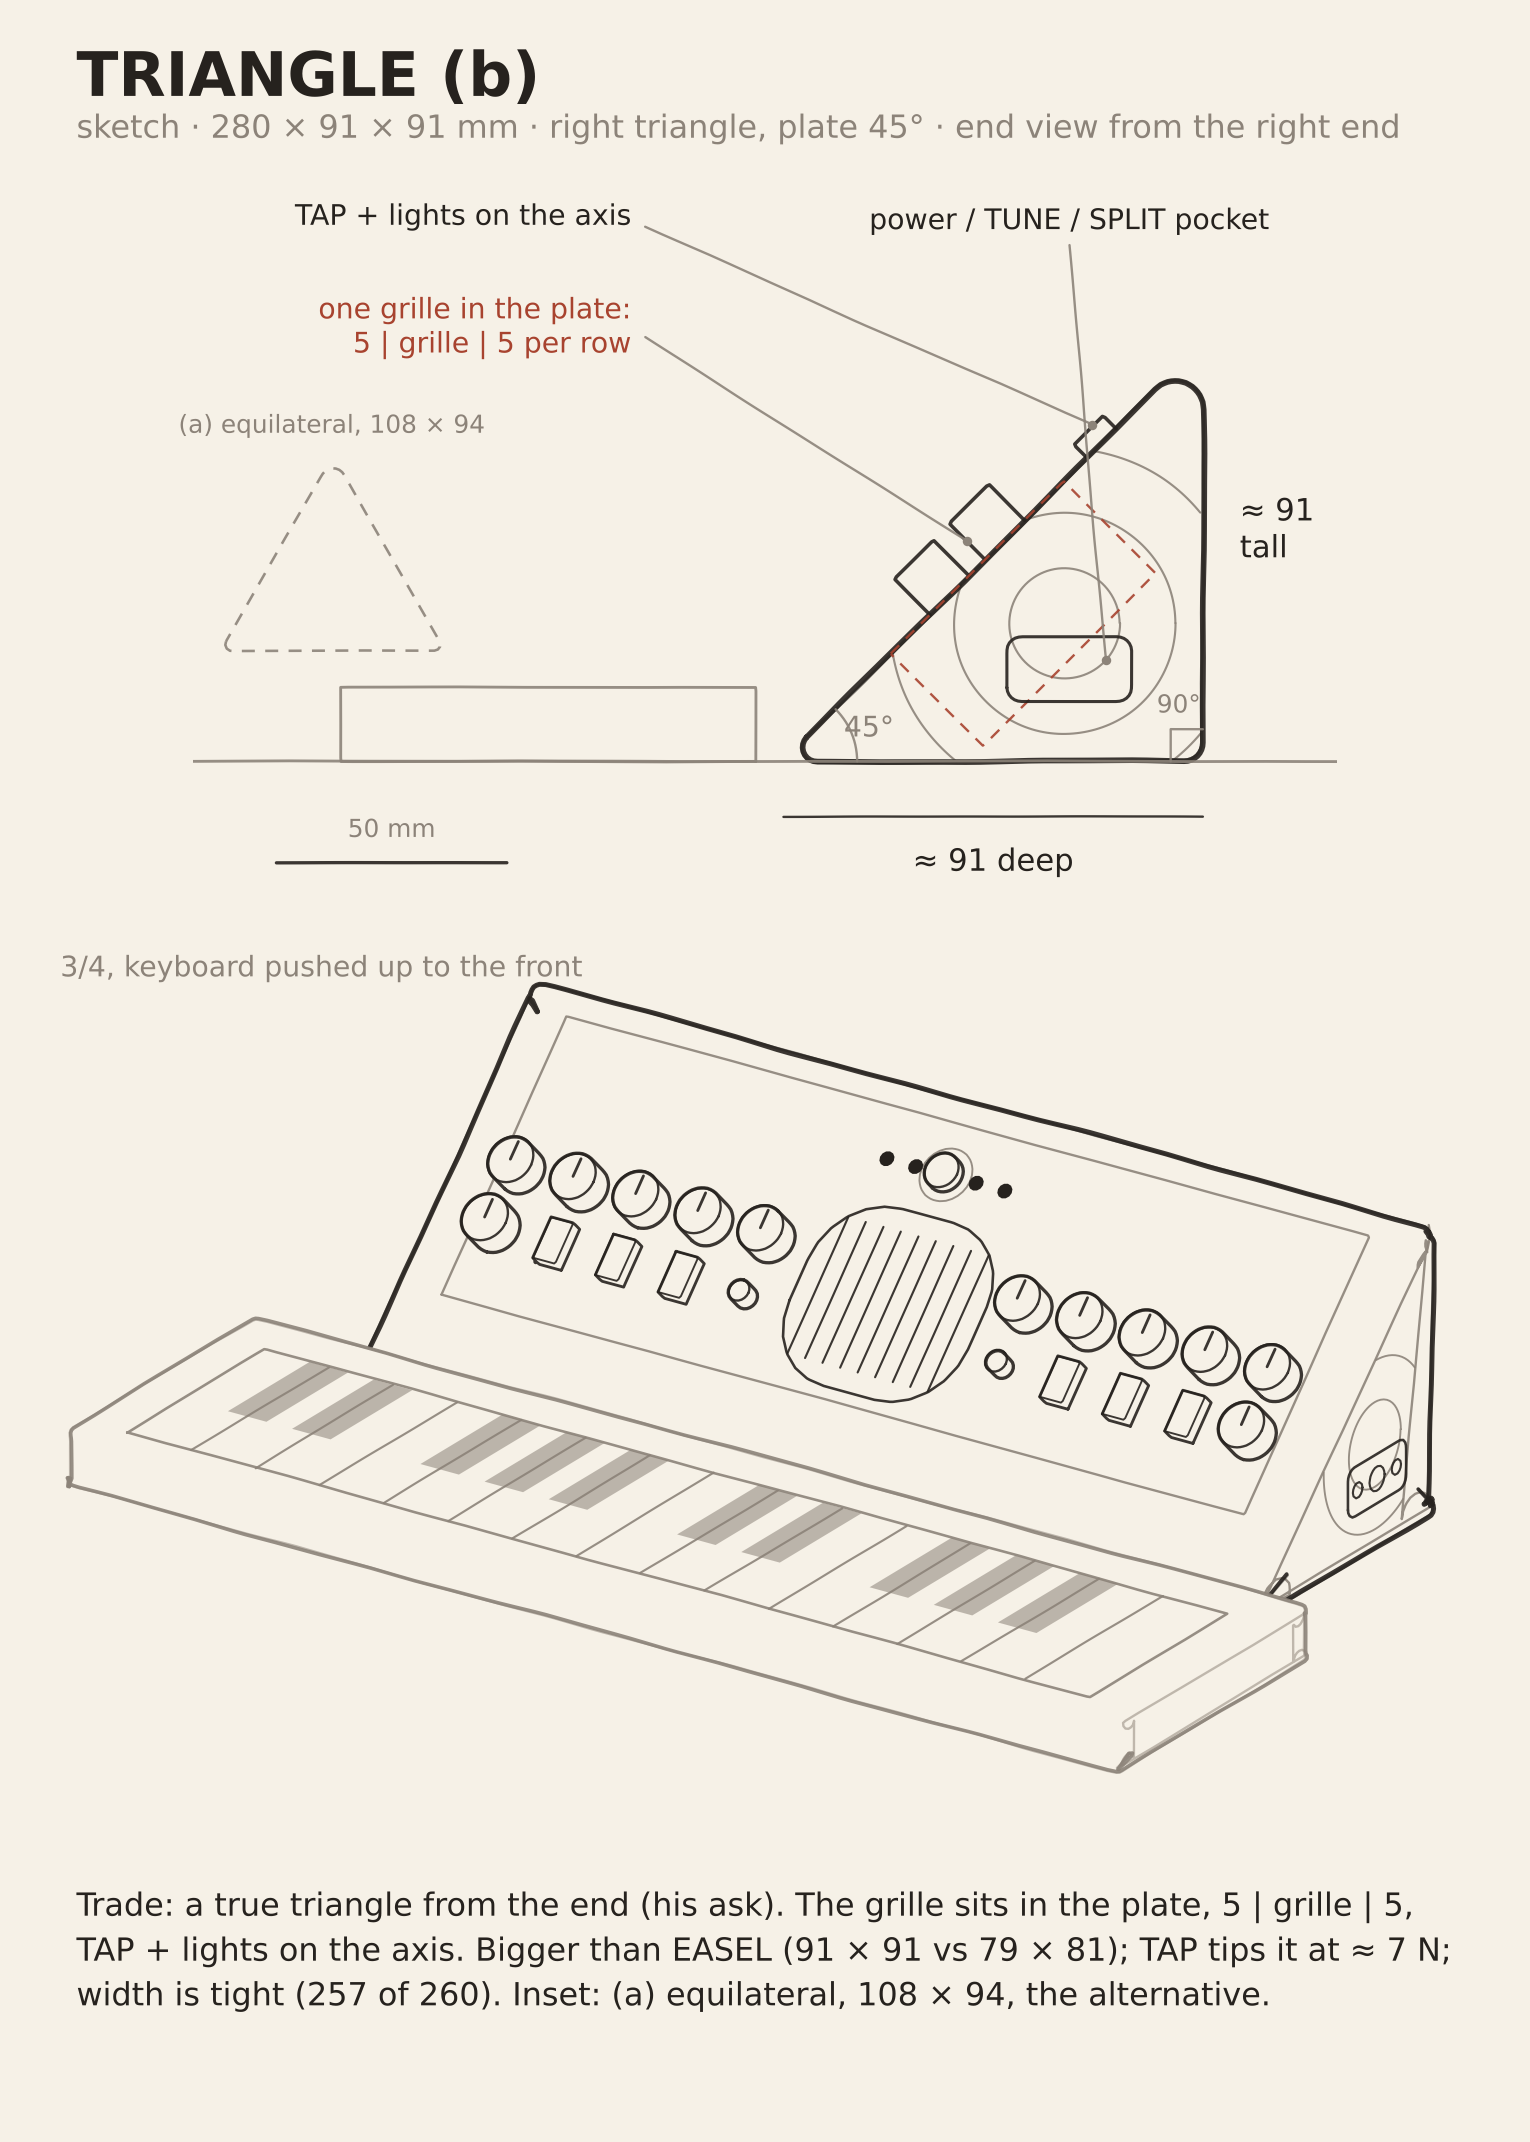 TRIANGLE (b)
sketch · 280 × 91 × 91 mm · right triangle, plate 45° · end view from the right end
TAP + lights on the axis
power / TUNE / SPLIT pocket
one grille in the plate:
5 | grille | 5 per row
(a) equilateral, 108 × 94
≈ 91
tall
90°
45°
50 mm
≈ 91 deep
3/4, keyboard pushed up to the front
Trade: a true triangle from the end (his ask). The grille sits in the plate, 5 | grille | 5,
TAP + lights on the axis. Bigger than EASEL (91 × 91 vs 79 × 81); TAP tips it at ≈ 7 N;
width is tight (257 of 260). Inset: (a) equilateral, 108 × 94, the alternative.